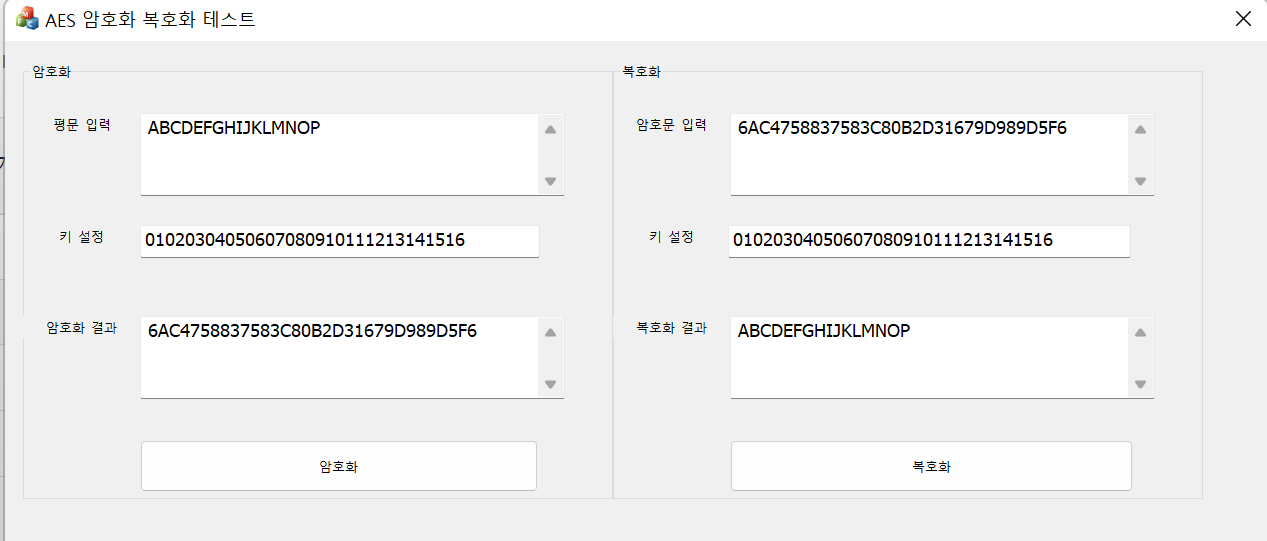 AES 암호화 복호화 테스트
암호화
평문 입력
ABCDEFGHIJKLMNOP
키 설정
01020304050607080910111213141516
암호화 결과
6AC4758837583C80B2D31679D989D5F6
암호화
복호화
암호문 입력
6AC4758837583C80B2D31679D989D5F6
키 설정
01020304050607080910111213141516
복호화 결과
ABCDEFGHIJKLMNOP
복호화